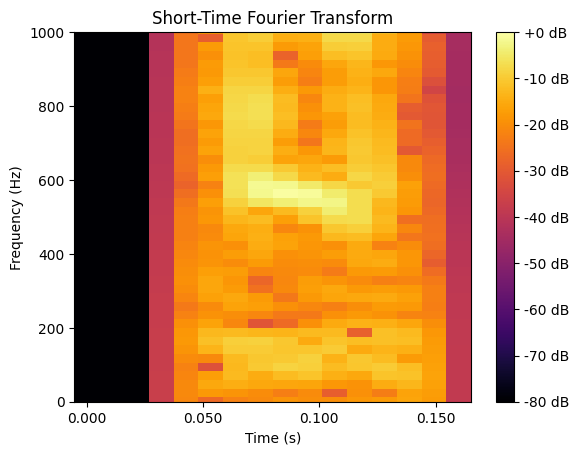 Short-Time Fourier Transform
1000
800
600
400
200
0
Frequency (Hz)
0.000
0.050
0.100
0.150
Time (s)
+0 dB
-10 dB
-20 dB
-30 dB
-40 dB
-50 dB
-60 dB
-70 dB
-80 dB